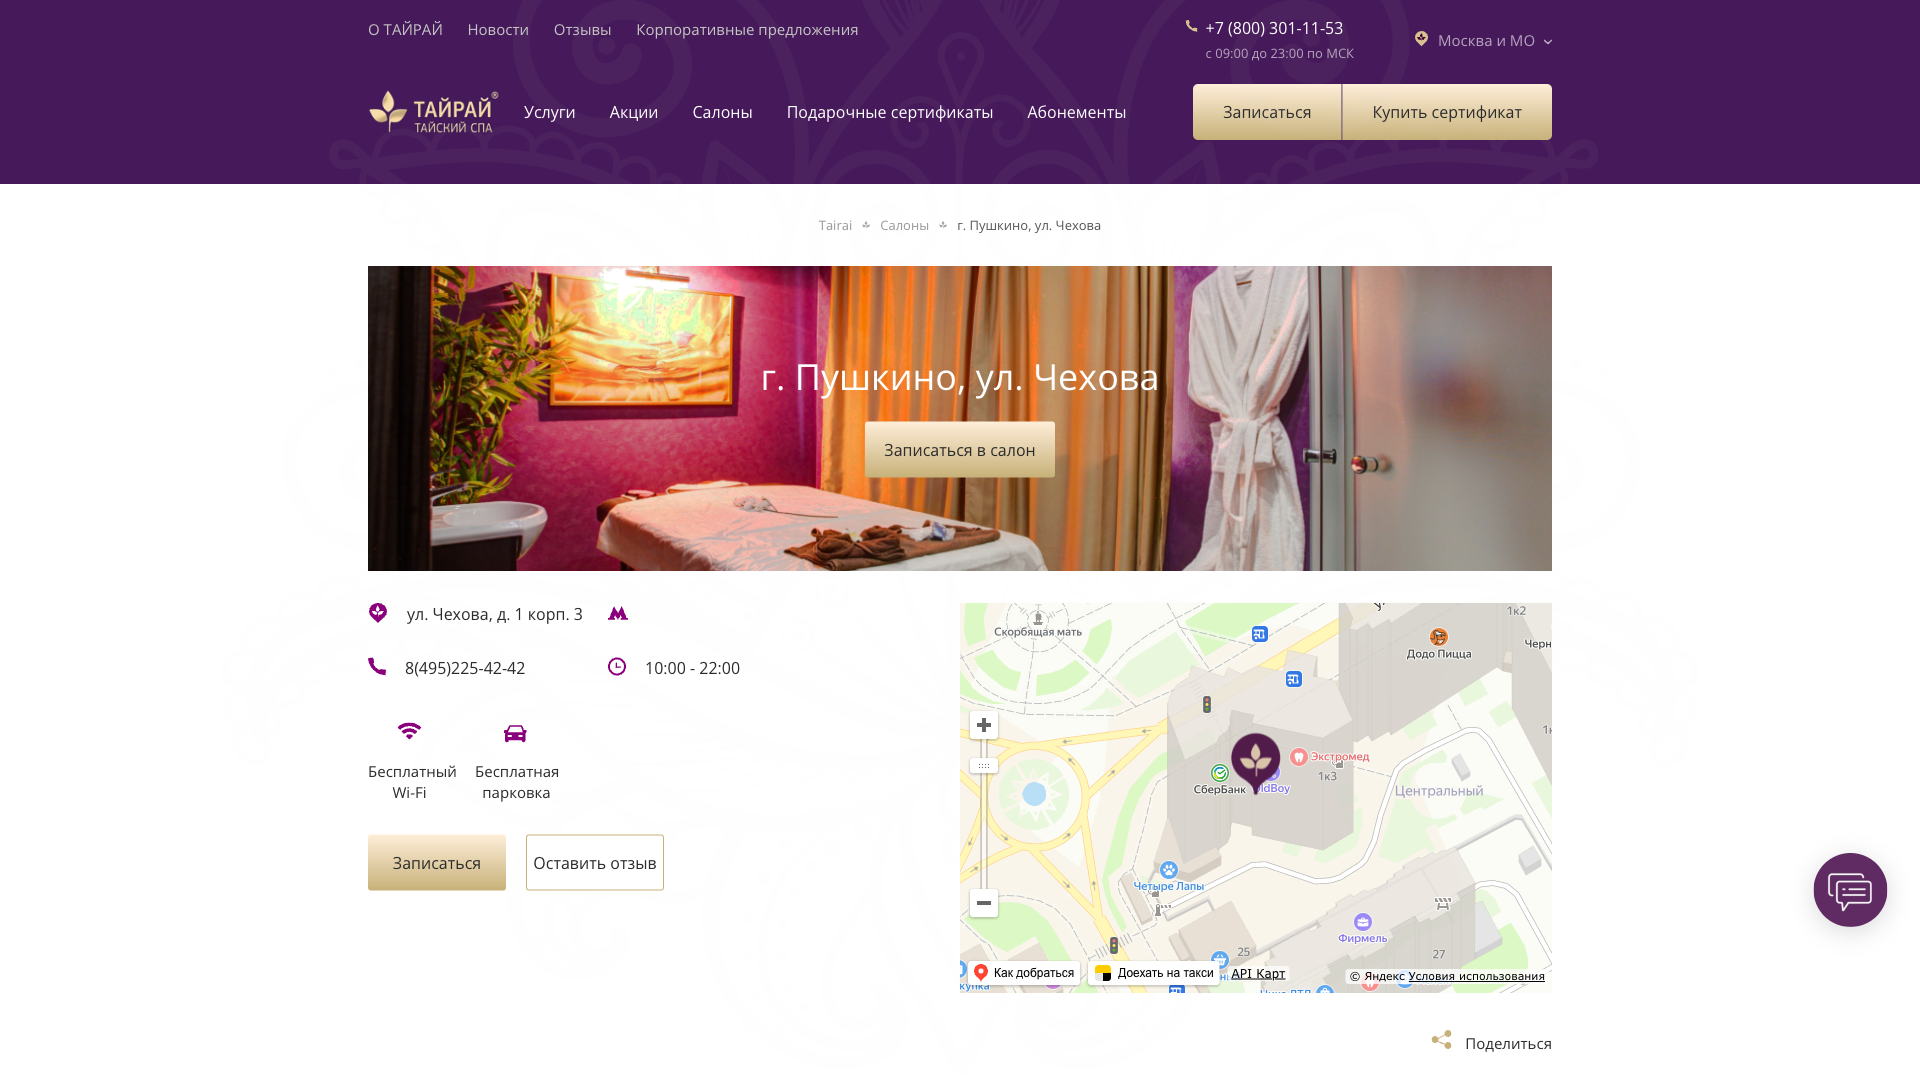 О ТАЙРАЙ
Новости
Отзывы
Корпоративные предложения
+7 (800) 301-11-53
с 09:00 до 23:00 по МСК
Москва и МО
ТАЙРАЙ®
ТАЙСКИЙ СПА
Услуги
Акции
Салоны
Подарочные сертификаты
Абонементы
Записаться
Купить сертификат
Tairai
Салоны
г. Пушкино, ул. Чехова
г. Пушкино, ул. Чехова
Записаться в салон
ул. Чехова, д. 1 корп. 3
8(495)225-42-42
10:00 - 22:00
Бесплатный
Wi-Fi
Бесплатная
парковка
Записаться
Оставить отзыв
Скорбящая мать
1к2
Додо Пицца
Экстромед
1к3
СберБанк
Центральный
Четыре Лапы
Фирмель
25
27
Как добраться
Доехать на такси
API Карт
© Яндекс Условия использования
Поделиться